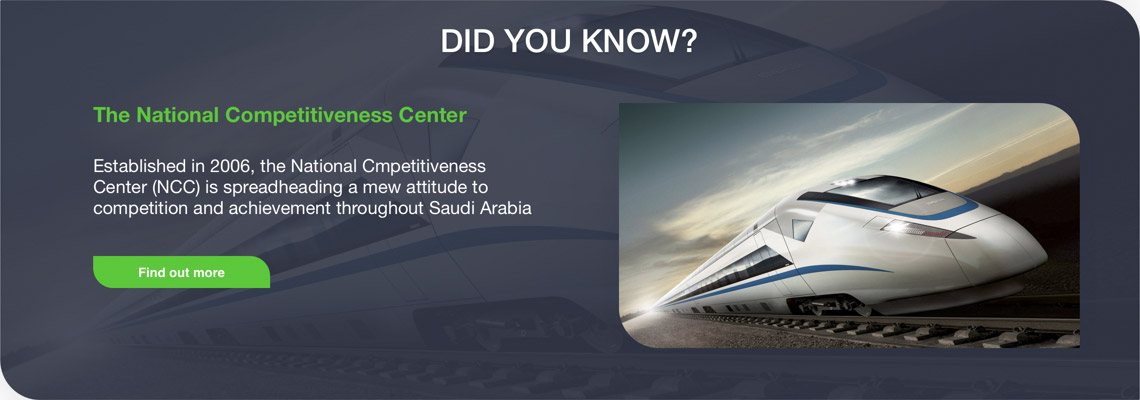 DID YOU KNOW?
The National Competitiveness Center
Established in 2006, the National Cmpetitiveness
Center (NCC) is spreadheading a mew attitude to
competition and achievement throughout Saudi Arabia
Find out more